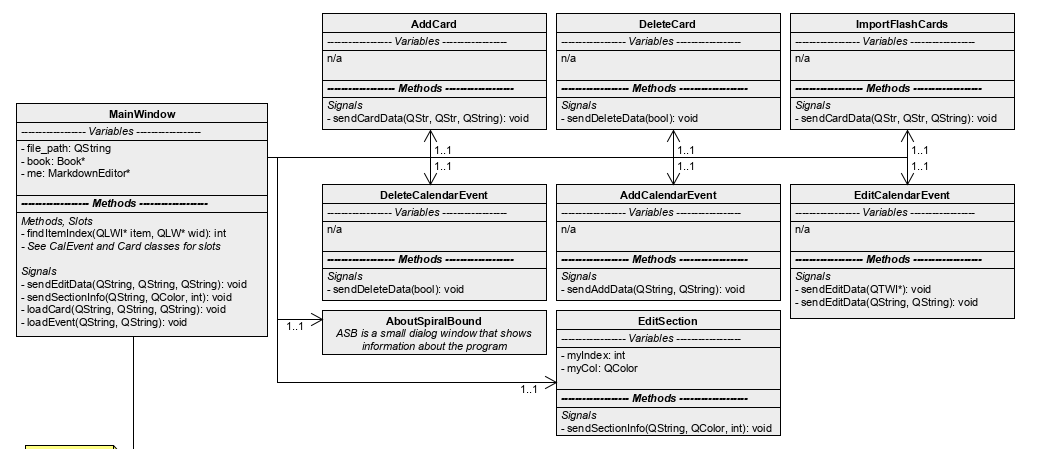 AddCard
------------------ Variables ------------------
n/a
------------------ Methods ------------------
Signals
- sendCardData(QStr, QStr, QString): void
DeleteCard
------------------ Variables ------------------
n/a
------------------ Methods ------------------
Signals
- sendDeleteData(bool): void
ImportFlashCards
------------------ Variables ------------------
n/a
------------------ Methods ------------------
Signals
- sendCardData(QStr, QStr, QString): void
MainWindow
------------------ Variables ------------------
- file_path: QString
- book: Book*
- me: MarkdownEditor*
------------------ Methods ------------------
Methods, Slots
- findItemIndex(QLWI* item, QLW* wid): int
- See CalEvent and Card classes for slots
Signals
- sendEditData(QString, QString, QString): void
- sendSectionInfo(QString, QColor, int): void
- loadCard(QString, QString, QString): void
- loadEvent(QString, QString): void
1..1
1..1
1..1
1..1
1..1
1..1
DeleteCalendarEvent
------------------ Variables ------------------
n/a
------------------ Methods ------------------
Signals
- sendDeleteData(bool): void
AddCalendarEvent
------------------ Variables ------------------
n/a
------------------ Methods ------------------
Signals
- sendAddData(QString, QString): void
EditCalendarEvent
------------------ Variables ------------------
n/a
------------------ Methods ------------------
Signals
- sendEditData(QTWI*): void
- sendEditData(QString, QString): void
1..1
AboutSpiralBound
ASB is a small dialog window that shows
information about the program
1..1
EditSection
------------------ Variables ------------------
- myIndex: int
- myCol: QColor
------------------ Methods ------------------
Signals
- sendSectionInfo(QString, QColor, int): void